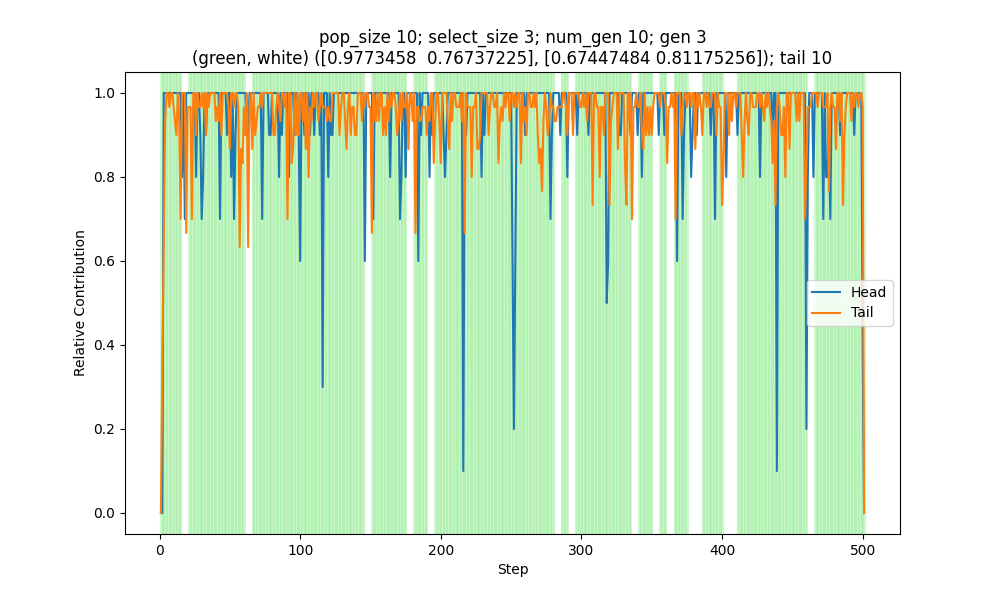 pop_size 10; select_size 3; num_gen 10; gen 3
(green, white) ([0.9773458  0.76737225], [0.67447484 0.81175256]); tail 10
1.0
0.8
0.6
0.4
0.2
0.0
Relative Contribution
Head
Tail
0
100
200
300
400
500
Step